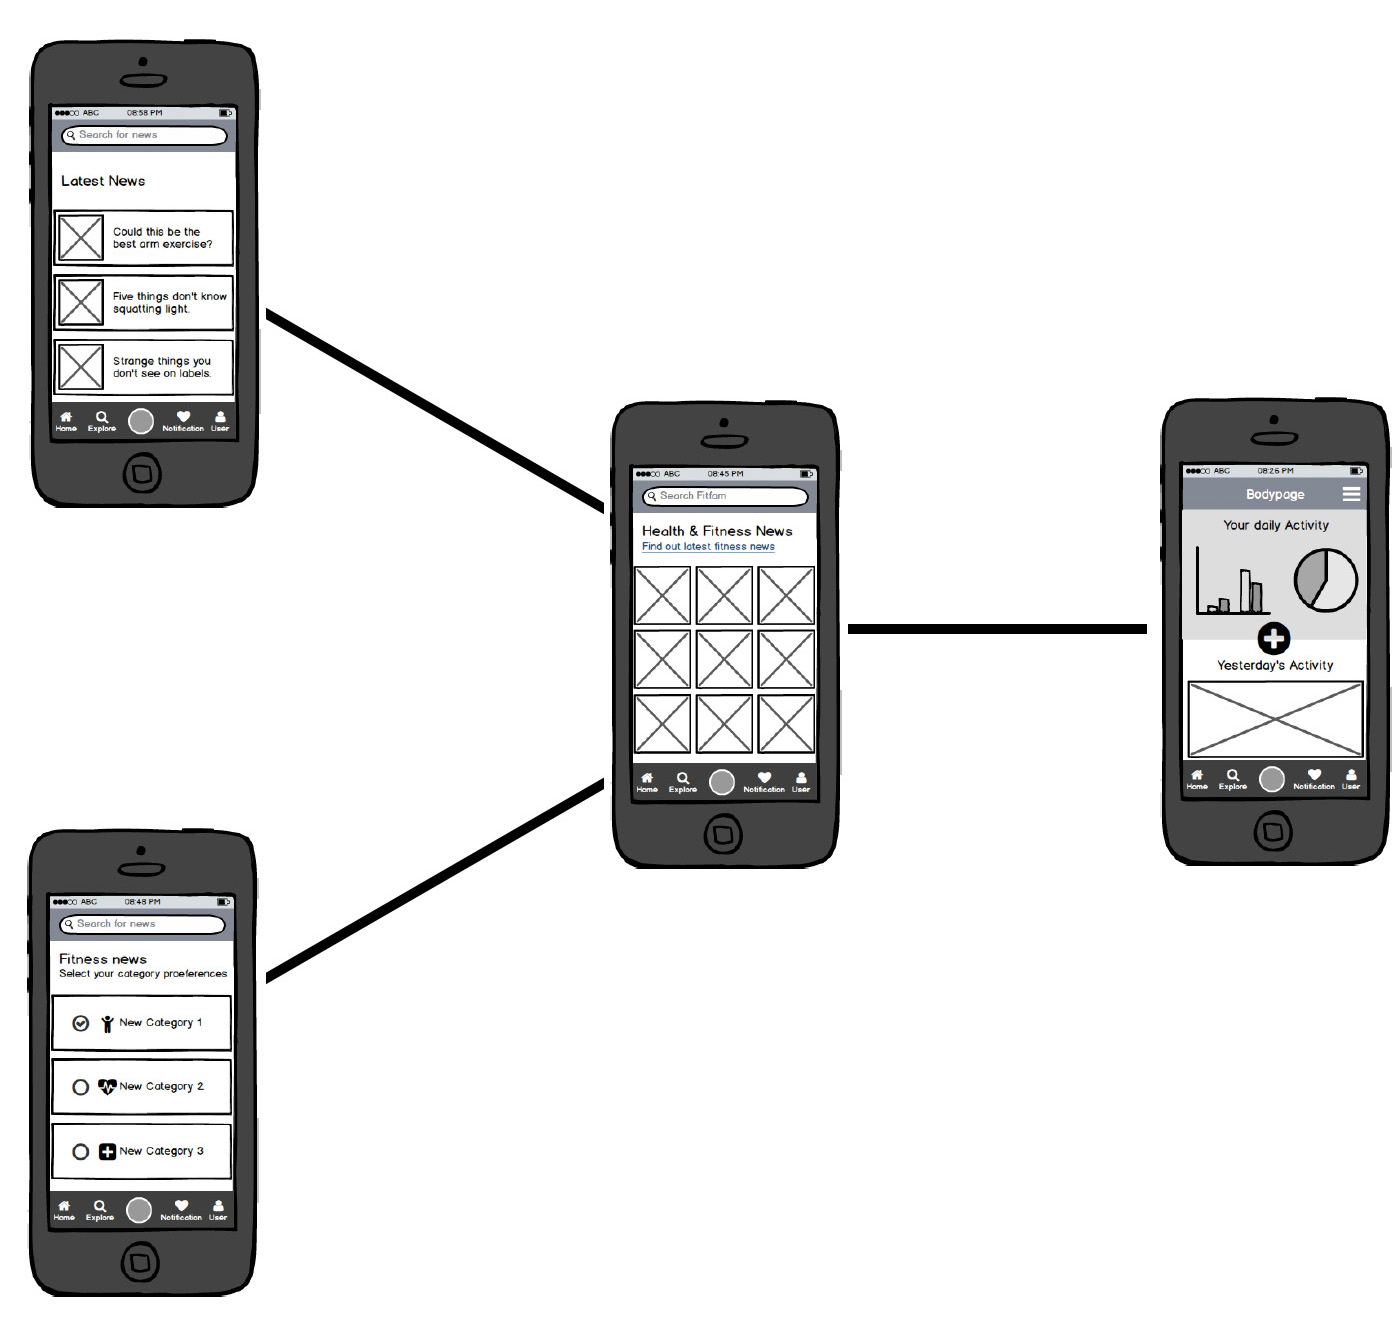 ABC 08:58 PM
Search for news
Latest News
Could this be the
best arm exercise?
Five things don't know
squatting light.
Strange things you
don't see on labels.
Home Explore Notification User
ABC 08:45 PM
Search Fitfam
Health & Fitness News
Find out latest fitness news
Home Explore Notification User
ABC 08:26 PM
Bodypage
Your daily Activity
Yesterday's Activity
Home Explore Notification User
ABC 08:48 PM
Search for news
Fitness news
Select your category proeferences
New Category 1
New Category 2
New Category 3
Home Explore Notification User